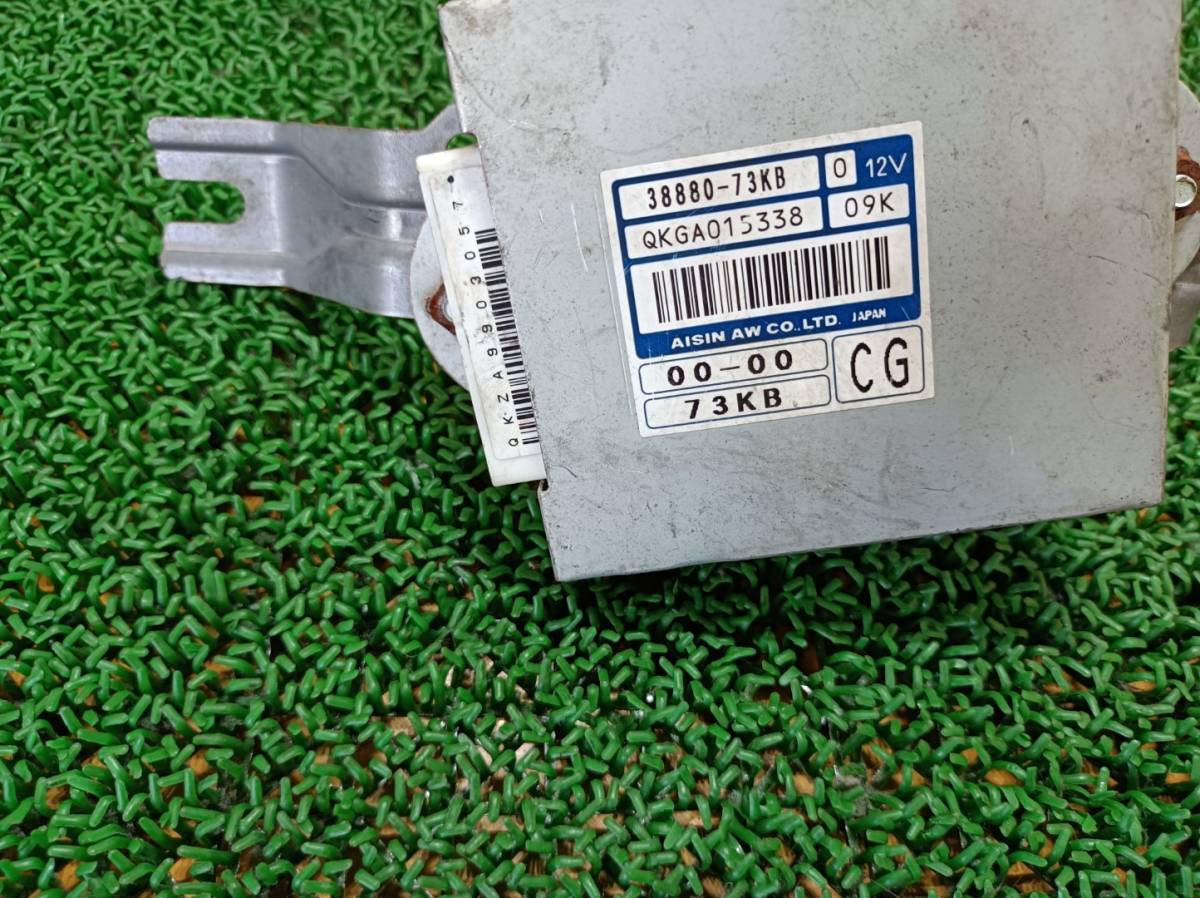 38880-73KB 0 12V
QKGA015338 09K
AISIN AW CO.,LTD. JAPAN
00-00
73KB
CG
QKZA9903057